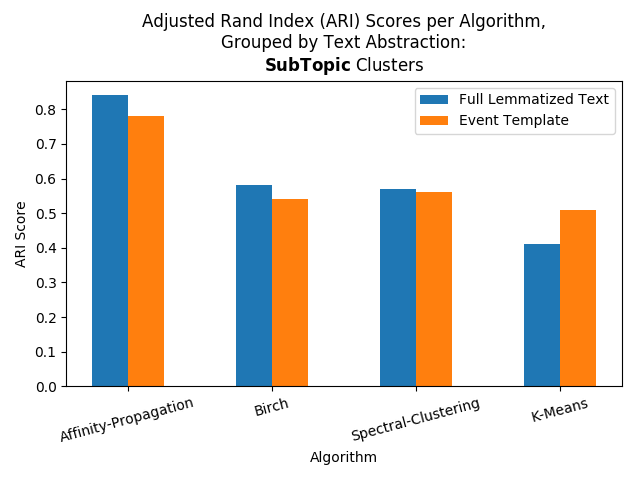 Adjusted Rand Index (ARI) Scores per Algorithm,
Grouped by Text Abstraction:
SubTopic Clusters
Full Lemmatized Text
Event Template
ARI Score
0.8
0.7
0.6
0.5
0.4
0.3
0.2
0.1
0.0
Affinity-Propagation
Birch
Spectral-Clustering
K-Means
Algorithm